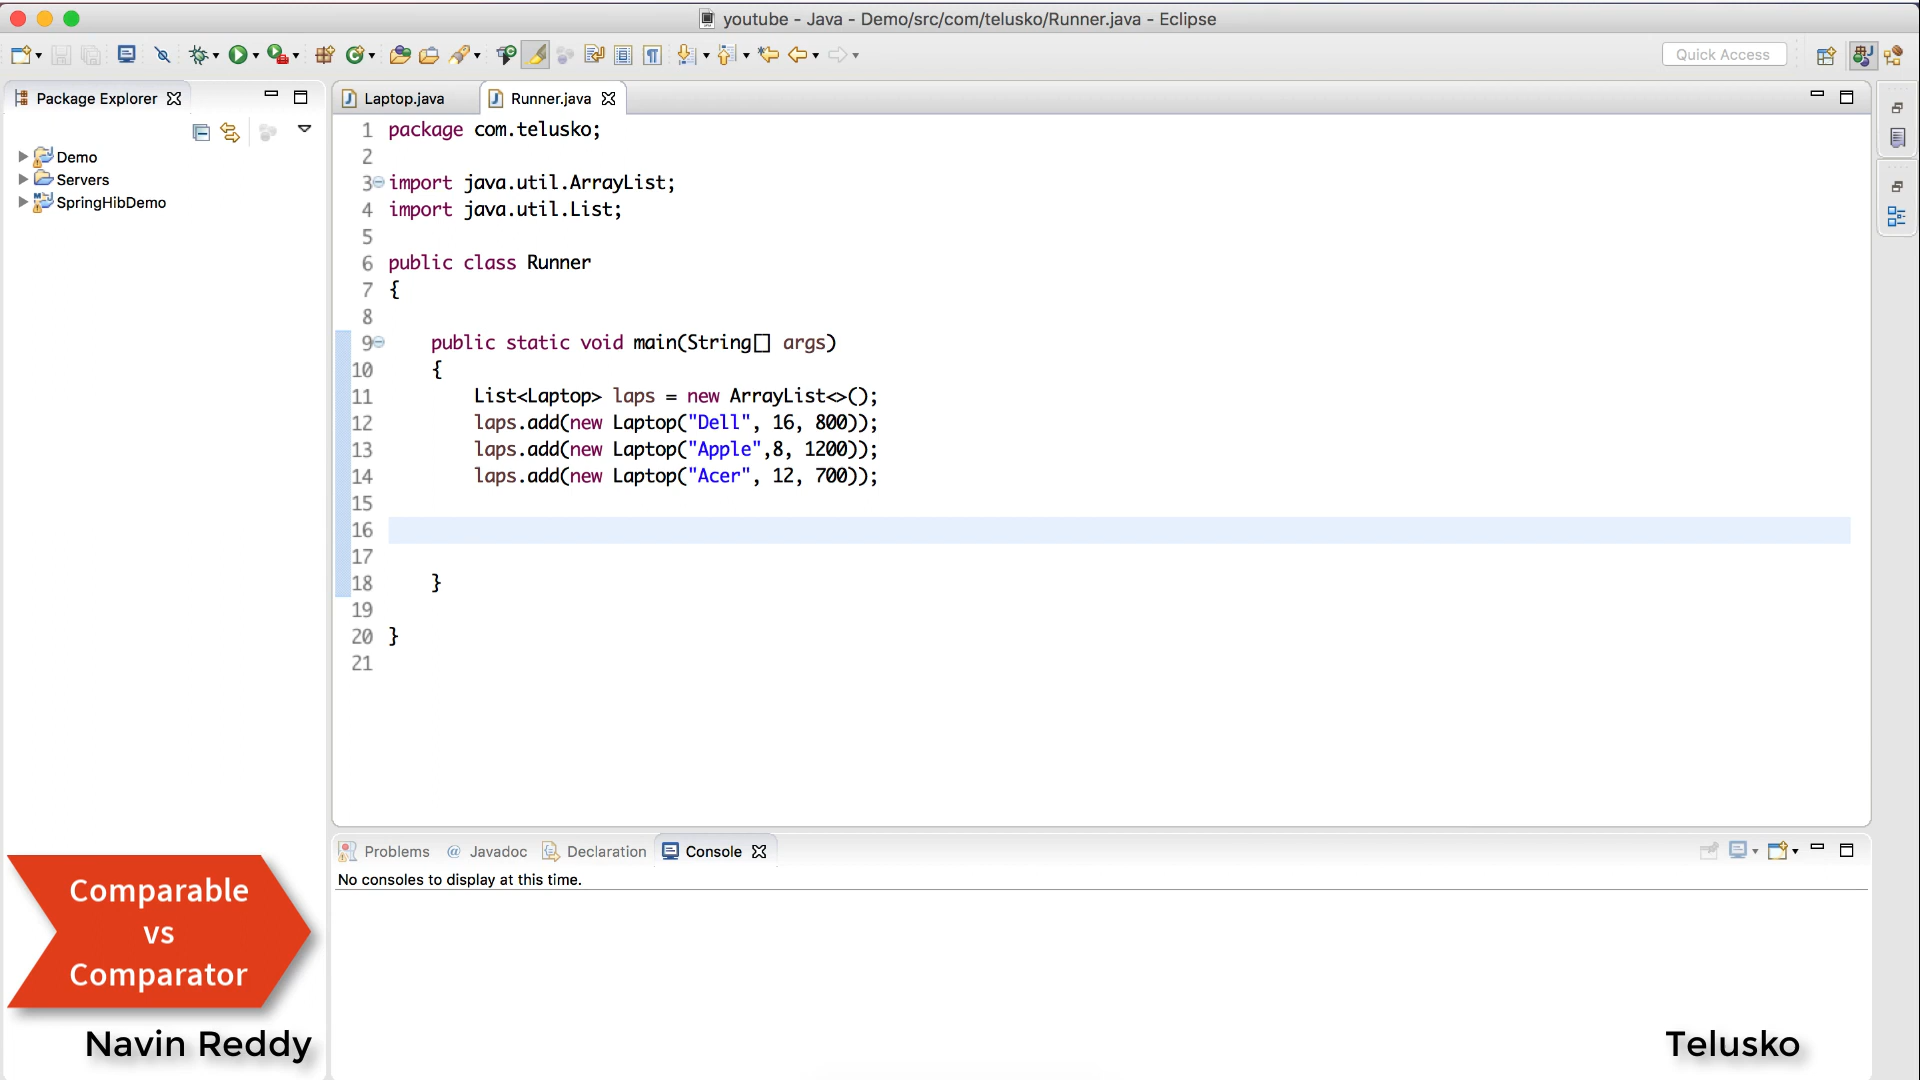 youtube - Java - Demo/src/com/telusko/Runner.java - Eclipse
Quick Access
Package Explorer
Laptop.java
Runner.java
Demo
Servers
SpringHibDemo
1 package com.telusko;
2
3 import java.util.ArrayList;
4 import java.util.List;
5
6 public class Runner
7 {
8
9 public static void main(String[] args)
10 {
11 List<Laptop> laps = new ArrayList<>();
12 laps.add(new Laptop("Dell", 16, 800));
13 laps.add(new Laptop("Apple",8, 1200));
14 laps.add(new Laptop("Acer", 12, 700));
15
16
17
18 }
19
20 }
21
Problems @ Javadoc Declaration Console
No consoles to display at this time.
Comparable
vs
Comparator
Navin Reddy
Telusko